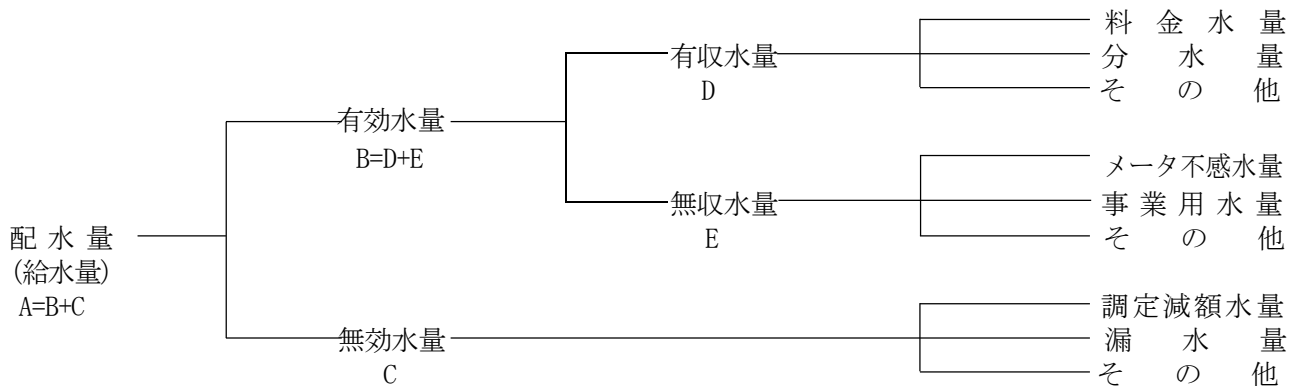 配水量
(給水量)
A=B+C
有効水量
B=D+E
有収水量
D
料金水量
分水量
その他
無収水量
E
メータ不感水量
事業用水量
その他
無効水量
C
調定減額水量
漏水量
その他